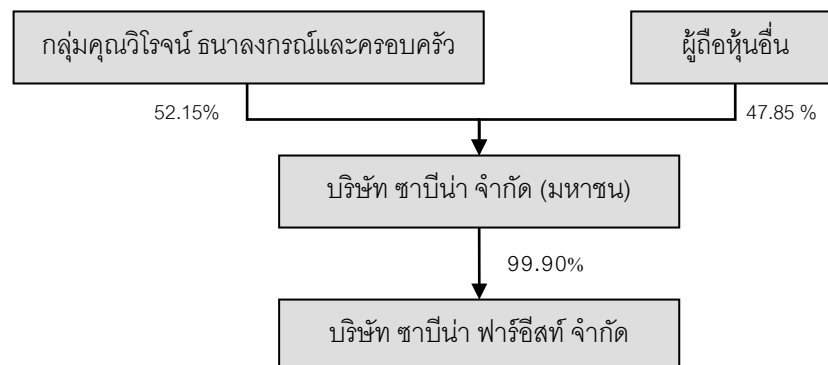 กลุ่มคุณวิโรจน์ ธนาลงกรณ์และครอบครัว
ผู้ถือหุ้นอื่น
52.15%
47.85 %
บริษัท ซาบีน่า จำกัด (มหาชน)
99.90%
บริษัท ซาบีน่า ฟาร์อีสท์ จำกัด